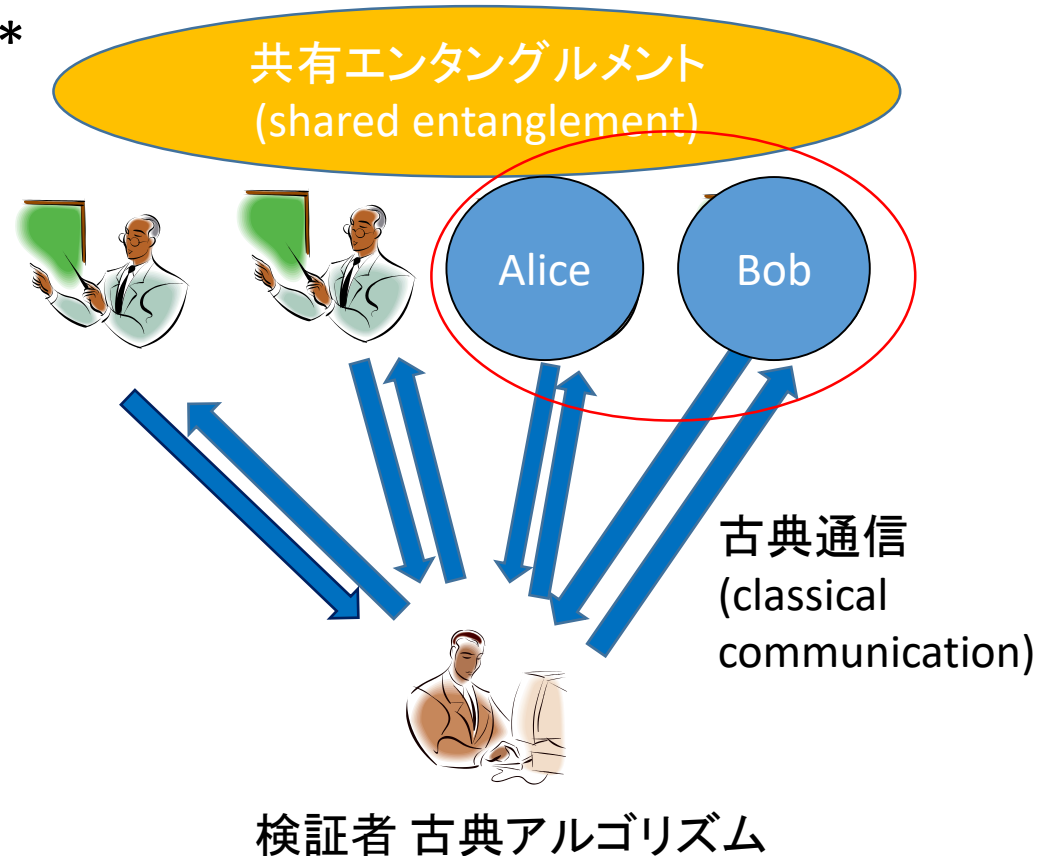 *
共有エンタングルメント
(shared entanglement)
Alice
Bob
古典通信
(classical
communication)
検証者 古典アルゴリズム